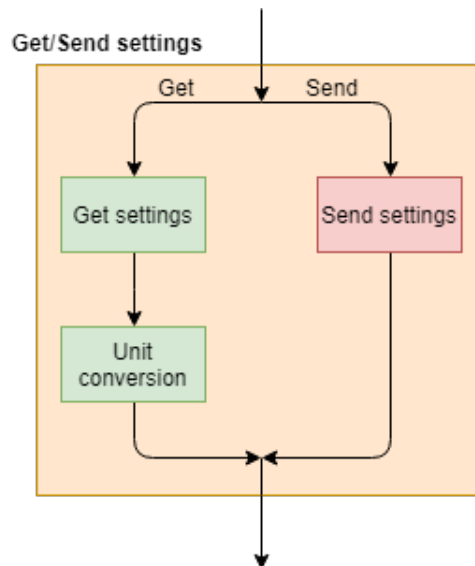 Get/Send settings
Get
Send
Get settings
Send settings
Unit
conversion